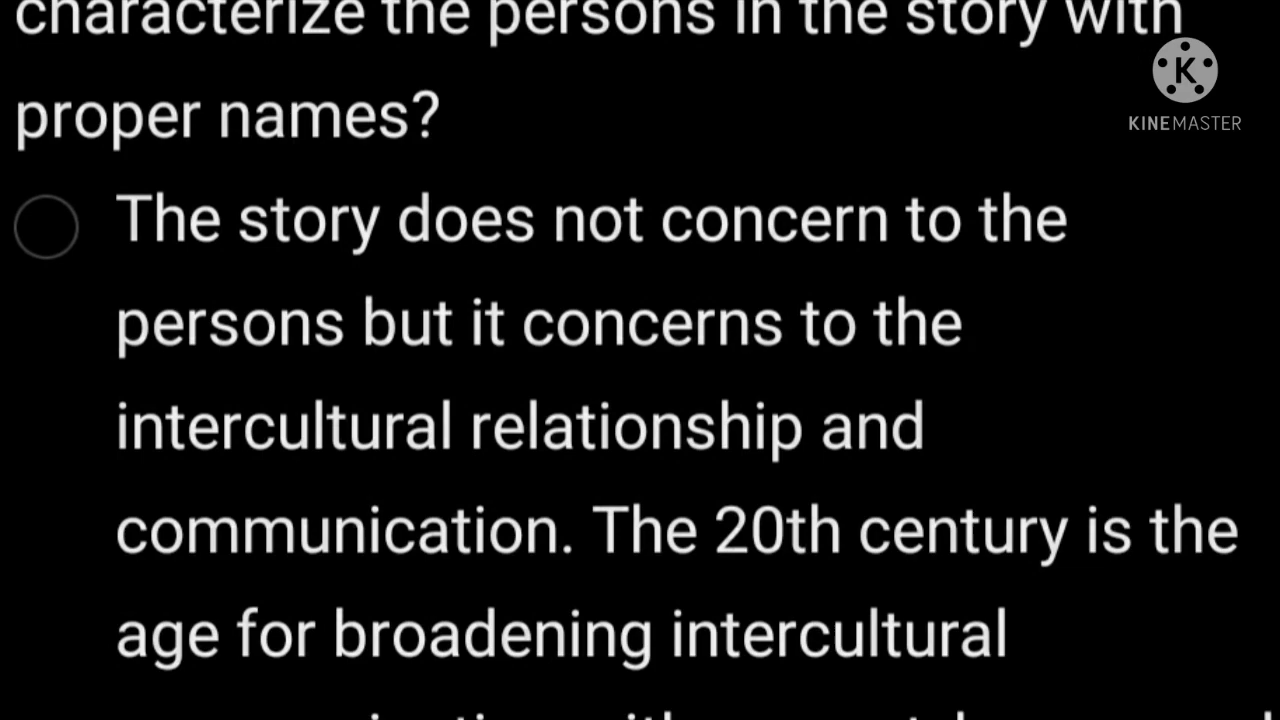 characterize the persons in the story with
proper names?
K
KINEMASTER
The story does not concern to the
persons but it concerns to the
intercultural relationship and
communication. The 20th century is the
age for broadening intercultural